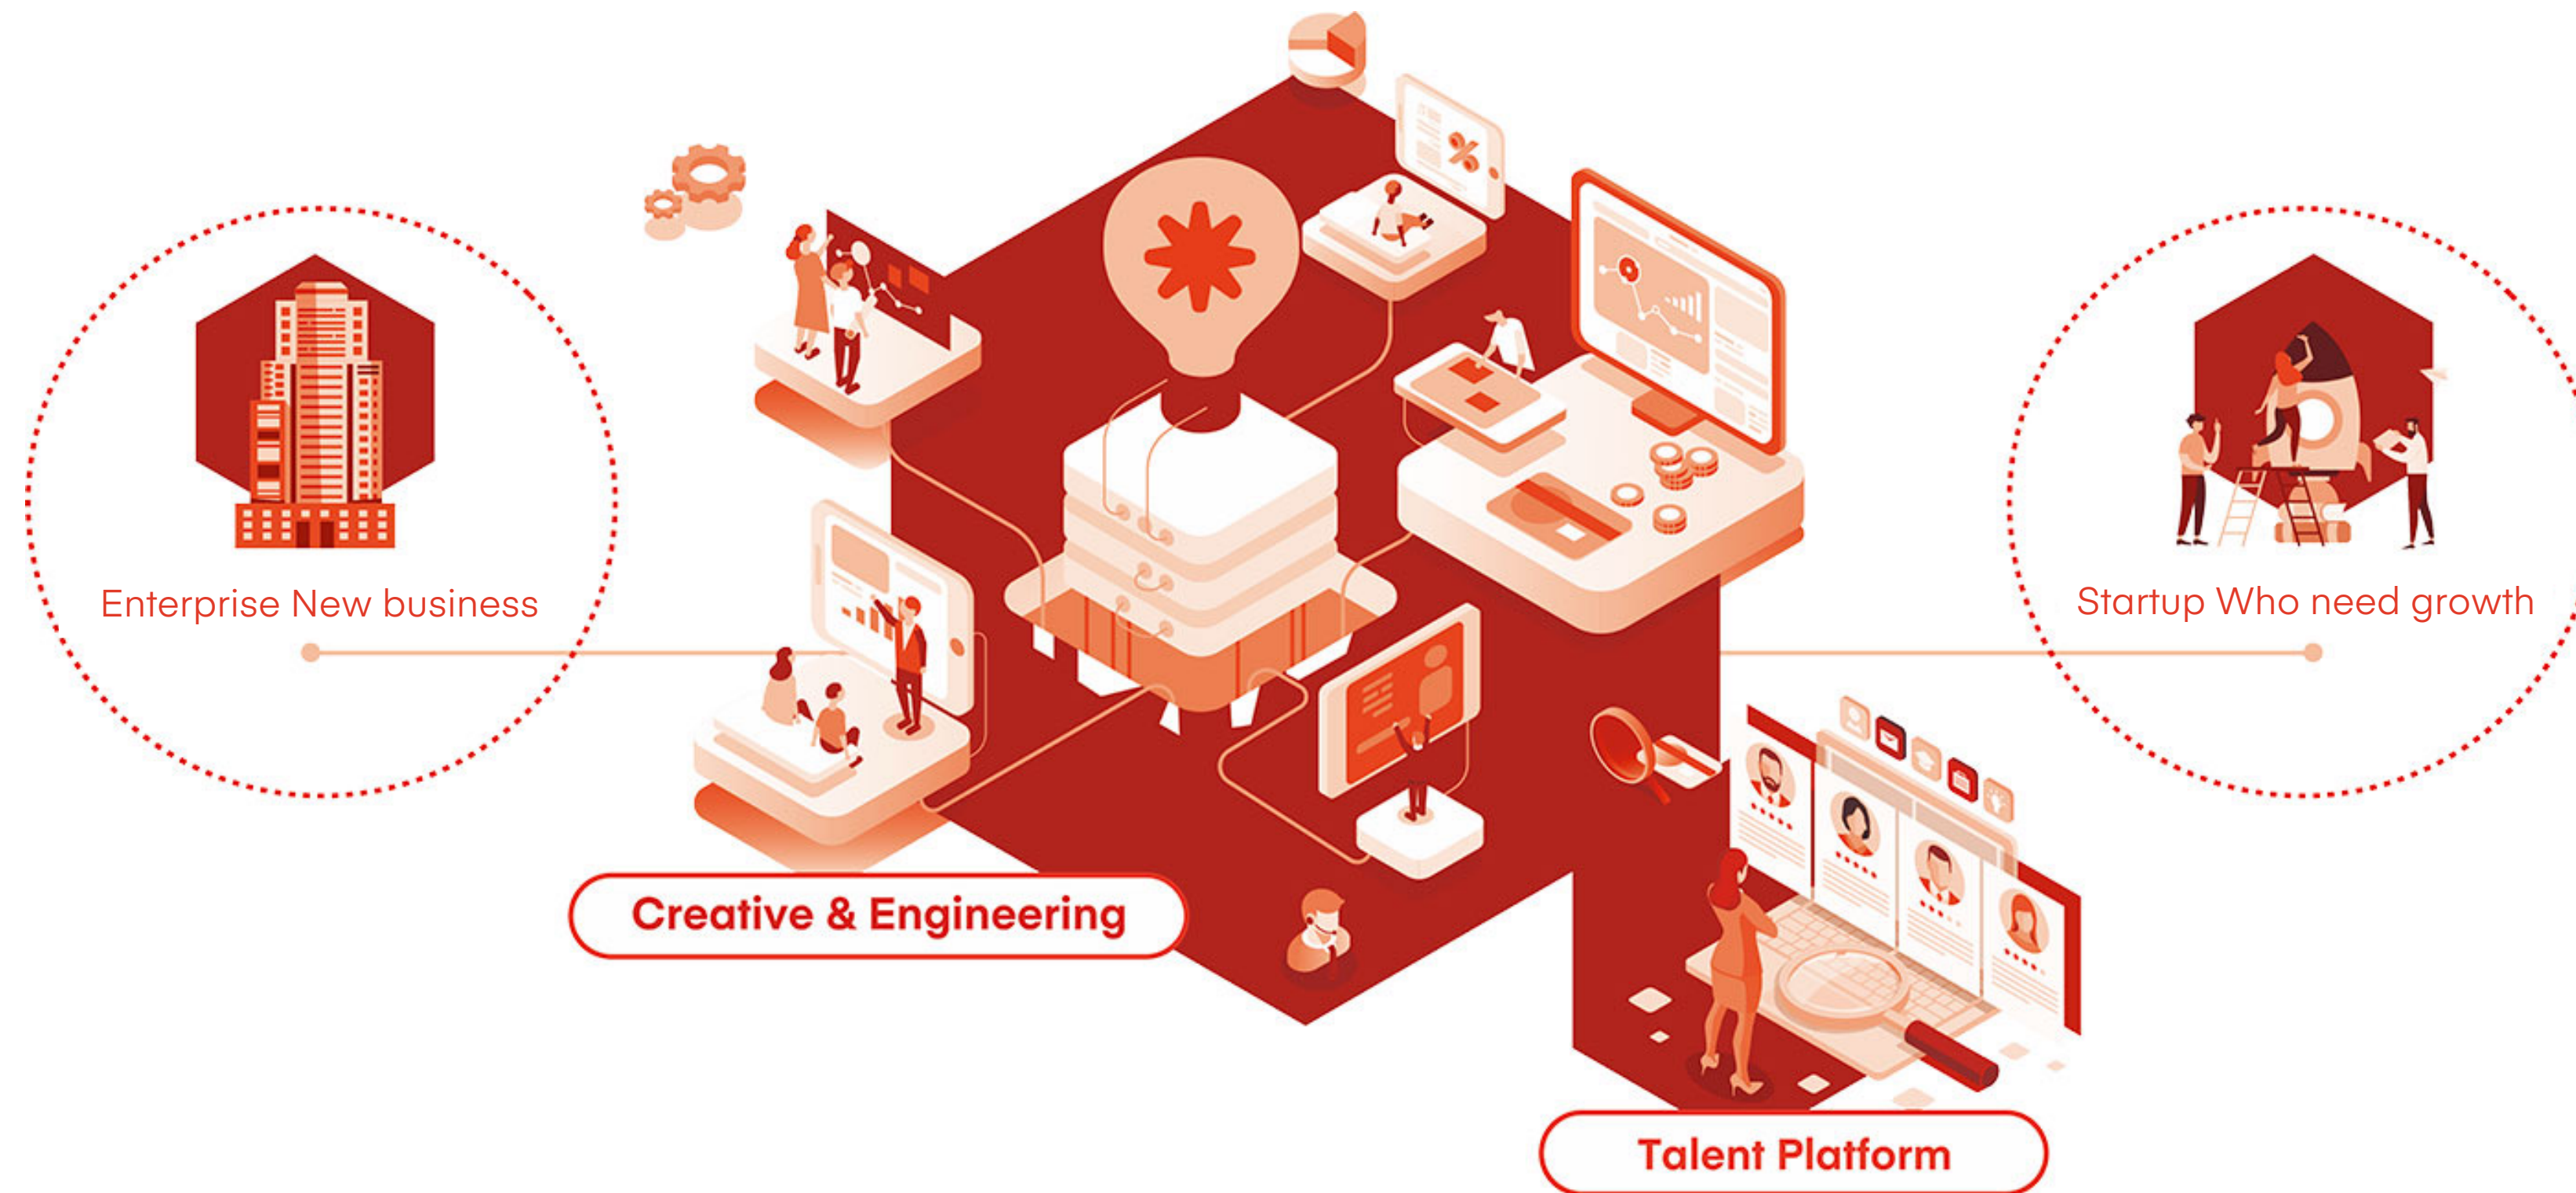 Enterprise New business
Startup Who need growth
Creative & Engineering
Talent Platform